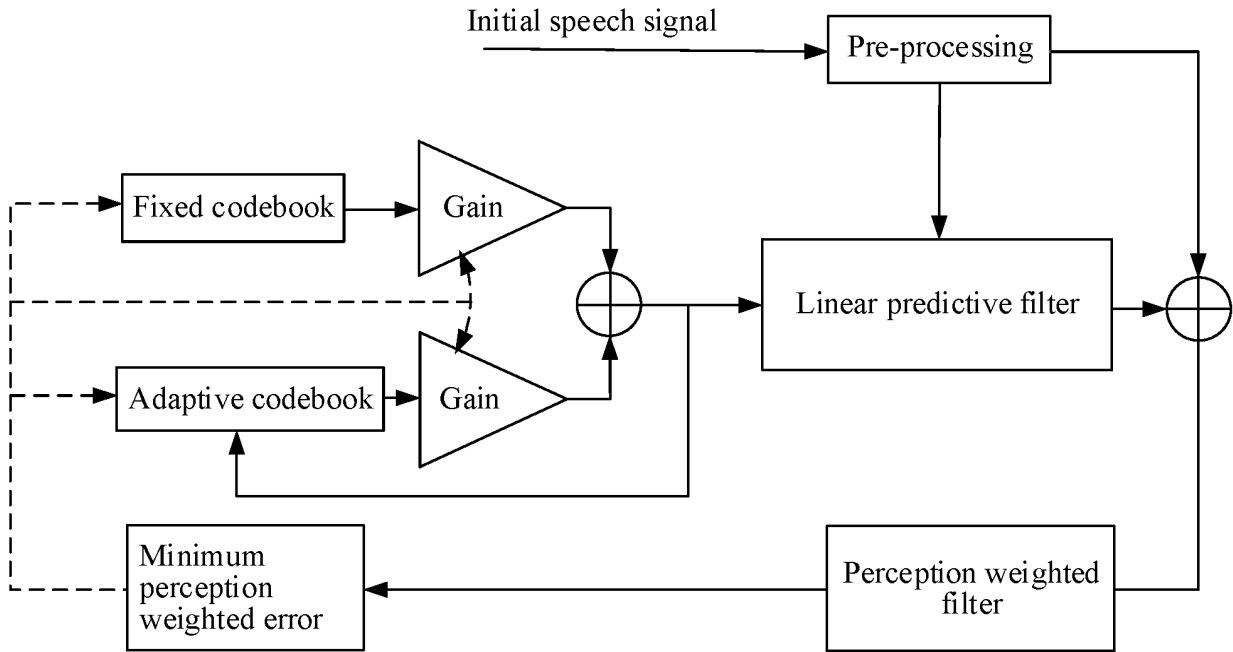 Initial speech signal
Pre-processing
Fixed codebook
Gain
Linear predictive filter
Adaptive codebook
Gain
Minimum
perception
weighted error
Perception weighted
filter